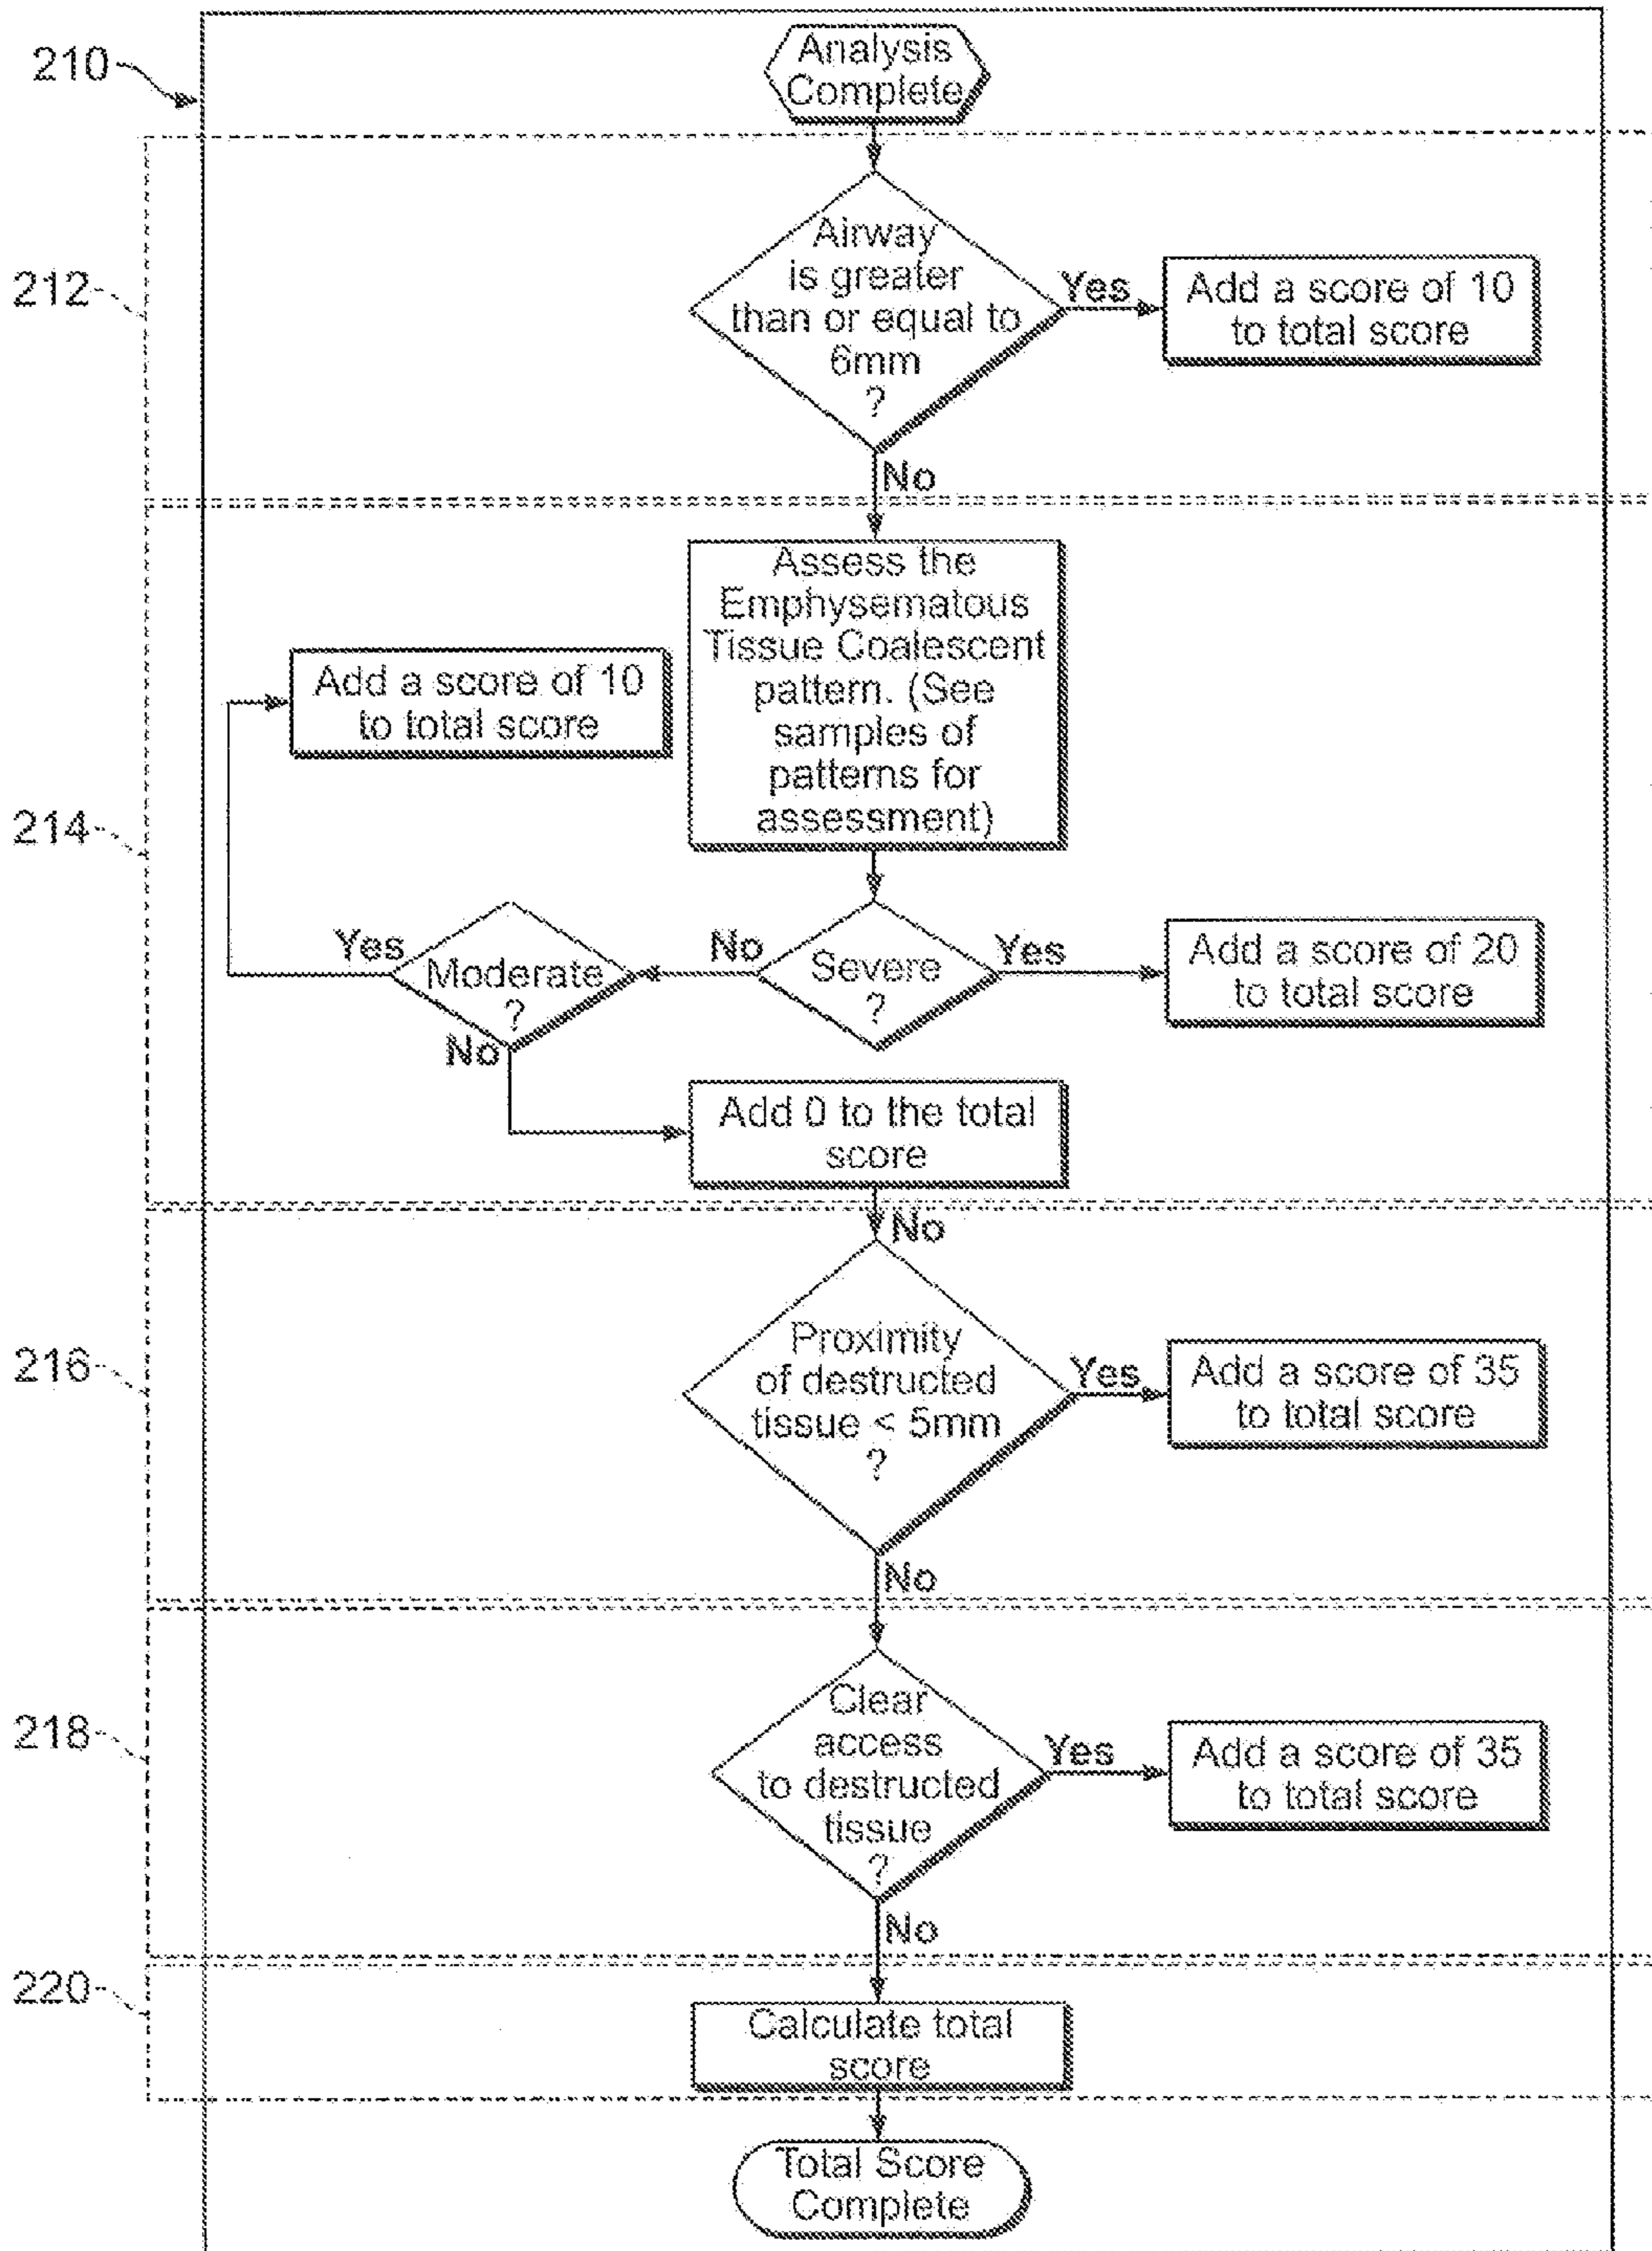 210
Analysis
Complete
212
Airway
is greater
than or equal to
6mm
?
Yes
Add a score of 10
to total score
No
214
Assess the
Emphysematous
Tissue Coalescent
pattern. (See
samples of
patterns for
assessment)
Add a score of 10
to total score
Yes
Moderate
?
No
Severe
?
Yes
Add a score of 20
to total score
No
Add 0 to the total
score
No
216
Proximity
of destructed
tissue < 5mm
?
Yes
Add a score of 35
to total score
No
218
Clear
access
to destructed
tissue
?
Yes
Add a score of 35
to total score
No
220
Calculate total
score
Total Score
Complete